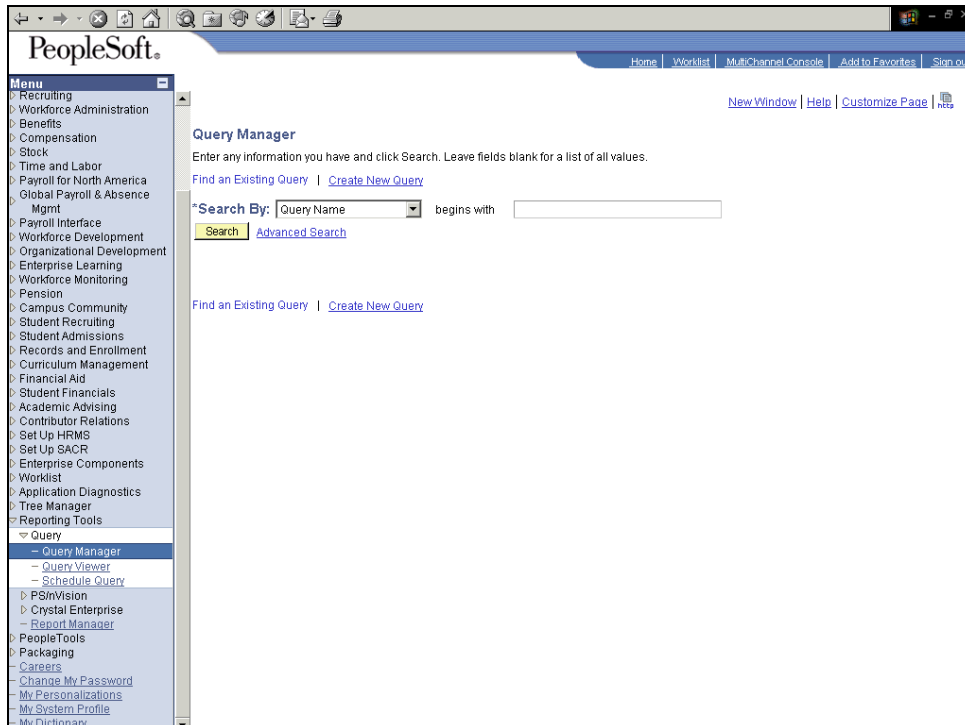 PeopleSoft.
Home | Worklist | MultiChannel Console | Add to Favorites | Sign ou
Menu
Recruiting
Workforce Administration
Benefits
Compensation
Stock
Time and Labor
Payroll for North America
Global Payroll & Absence
Mgmt
Payroll Interface
Workforce Development
Organizational Development
Enterprise Learning
Workforce Monitoring
Pension
Campus Community
Student Recruiting
Student Admissions
Records and Enrollment
Curriculum Management
Financial Aid
Student Financials
Academic Advising
Contributor Relations
Set Up HRMS
Set Up SACR
Enterprise Components
Worklist
Application Diagnostics
Tree Manager
Reporting Tools
Query
– Query Manager
– Query Viewer
– Schedule Query
PS/nVision
Crystal Enterprise
– Report Manager
PeopleTools
Packaging
– Careers
– Change My Password
– My Personalizations
– My System Profile
– My Dictionary
New Window | Help | Customize Page | http
Query Manager
Enter any information you have and click Search. Leave fields blank for a list of all values.
Find an Existing Query | Create New Query
*Search By: Query Name begins with
Search Advanced Search
Find an Existing Query | Create New Query